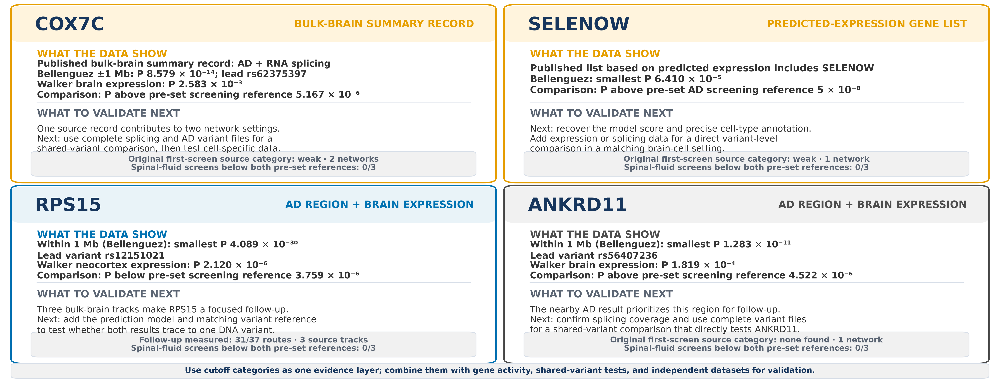 COX7C
BULK-BRAIN SUMMARY RECORD
WHAT THE DATA SHOW
Published bulk-brain summary record: AD + RNA splicing
Bellenguez ±1 Mb: P 8.579 × 10⁻¹⁴; lead rs62375397
Walker brain expression: P 2.583 × 10⁻³
Comparison: P above pre-set screening reference 5.167 × 10⁻⁶
WHAT TO VALIDATE NEXT
One source record contributes to two network settings.
Next: use complete splicing and AD variant files for a
shared-variant comparison, then test cell-specific data.
Original first-screen source category: weak · 2 networks
Spinal-fluid screens below both pre-set references: 0/3
SELENOW
PREDICTED-EXPRESSION GENE LIST
WHAT THE DATA SHOW
Published list based on predicted expression includes SELENOW
Bellenguez: smallest P 6.410 × 10⁻⁵
Comparison: P above pre-set AD screening reference 5 × 10⁻⁸
WHAT TO VALIDATE NEXT
Next: recover the model score and precise cell-type annotation.
Add expression or splicing data for a direct variant-level
comparison in a matching brain-cell setting.
Original first-screen source category: weak · 1 network
Spinal-fluid screens below both pre-set references: 0/3
RPS15
AD REGION + BRAIN EXPRESSION
WHAT THE DATA SHOW
Within 1 Mb (Bellenguez): smallest P 4.089 × 10⁻³⁰
Lead variant rs12151021
Walker neocortex expression: P 2.120 × 10⁻⁶
Comparison: P below pre-set screening reference 3.759 × 10⁻⁶
WHAT TO VALIDATE NEXT
Three bulk-brain tracks make RPS15 a focused follow-up.
Next: add the prediction model and matching variant reference
to test whether both results trace to one DNA variant.
Follow-up measured: 31/37 routes · 3 source tracks
Spinal-fluid screens below both pre-set references: 0/3
ANKRD11
AD REGION + BRAIN EXPRESSION
WHAT THE DATA SHOW
Within 1 Mb (Bellenguez): smallest P 1.283 × 10⁻¹¹
Lead variant rs56407236
Walker brain expression: P 1.819 × 10⁻⁴
Comparison: P above pre-set screening reference 4.522 × 10⁻⁶
WHAT TO VALIDATE NEXT
The nearby AD result prioritizes this region for follow-up.
Next: confirm splicing coverage and use complete variant files
for a shared-variant comparison that directly tests ANKRD11.
Original first-screen source category: none found · 1 network
Spinal-fluid screens below both pre-set references: 0/3
Use cutoff categories as one evidence layer; combine them with gene activity, shared-variant tests, and independent datasets for validation.